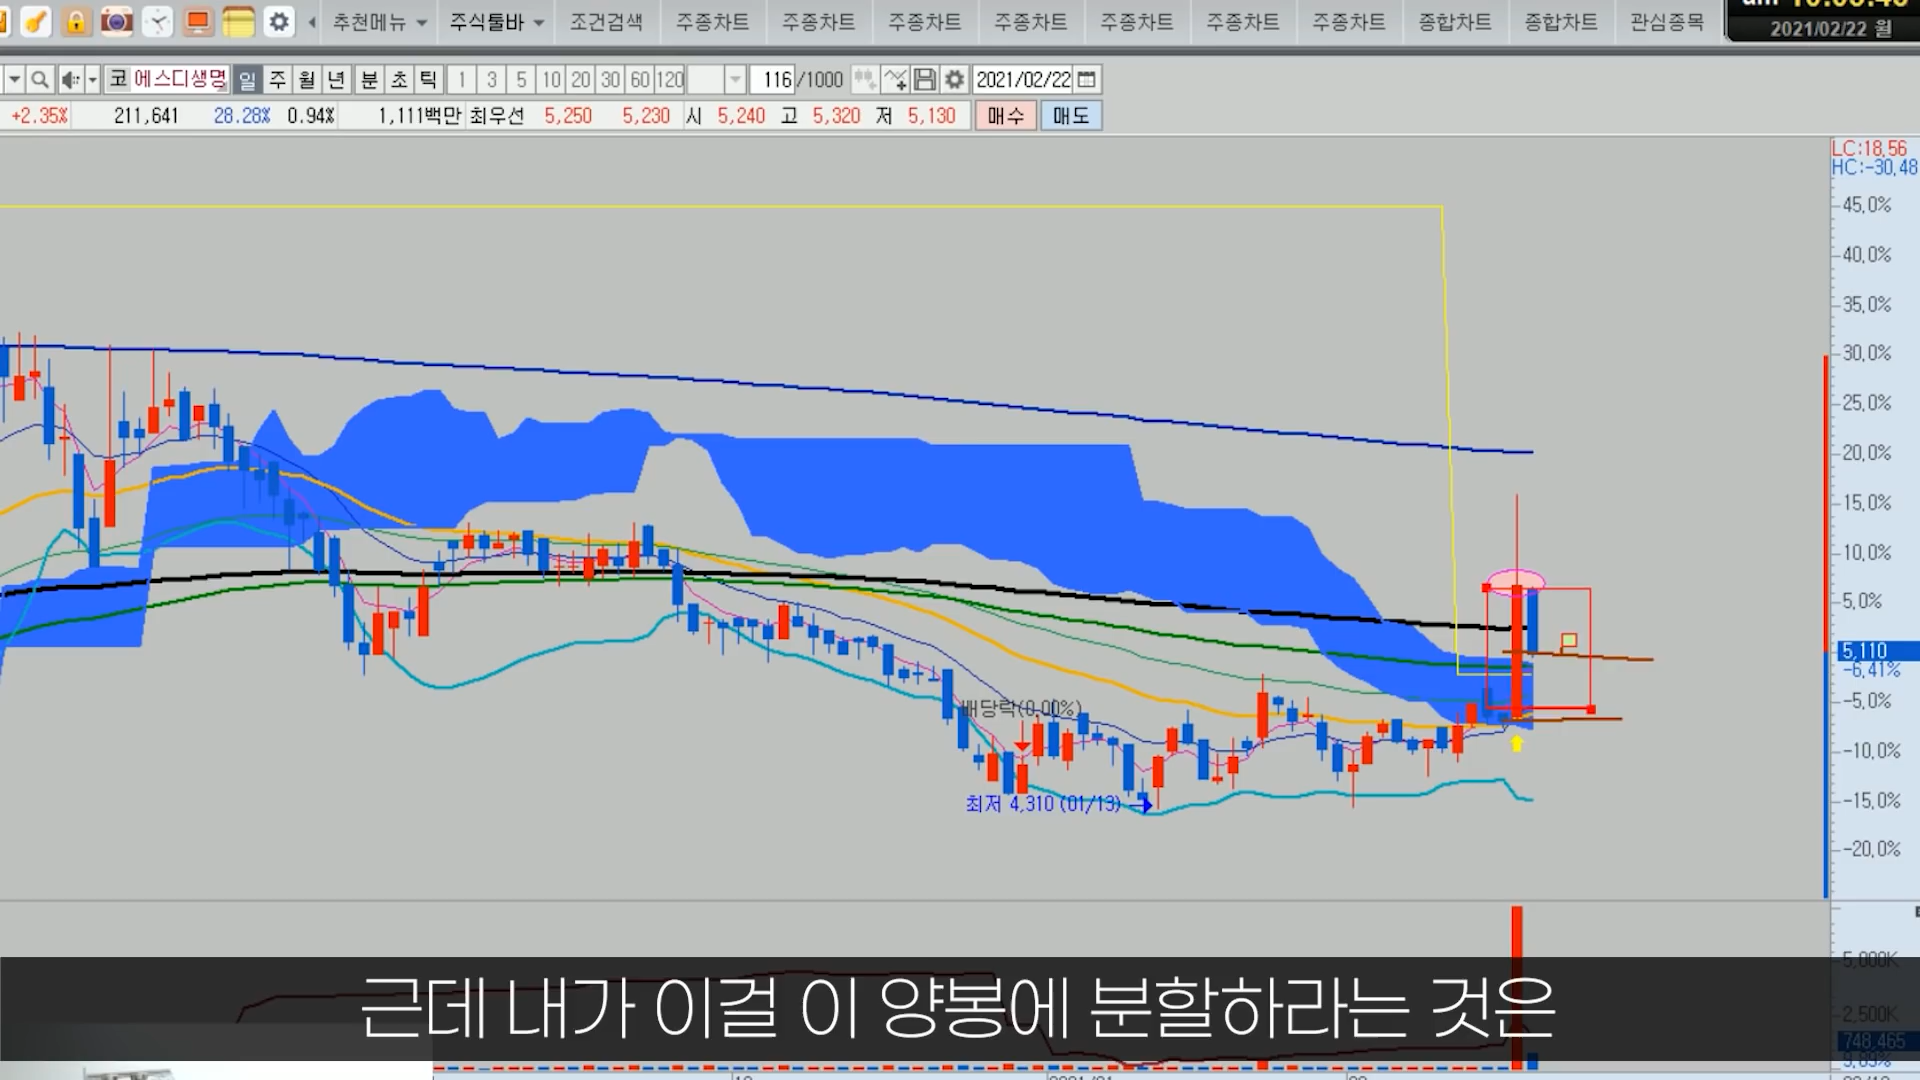 추천메뉴 주식툴바 조건검색 주종차트 주종차트 주종차트 주종차트 주종차트 주종차트 주종차트 종합차트 종합차트 관심종목
2021/02/22 월
코 에스디생명 일 주 월 년 분 초 틱 1 3 5 10 20 30 60 120 116 /1000 2021/02/22
+2.35% 211,641 28.28% 0.94% 1,111백만 최우선 5,250 5,230 시 5,240 고 5,320 저 5,130 매수 매도
LC:18,56
HC:-30,48
45,0%
40,0%
35,0%
30,0%
25,0%
20,0%
15,0%
10,0%
5,0%
5,110
-6,41%
-5,0%
배당락(0,00%)
-10,0%
최저 4,310 (01/13)
-15,0%
-20,0%
5,000K
근데 내가 이걸 이 양봉에 분할하라는 것은
2,500K
748,465